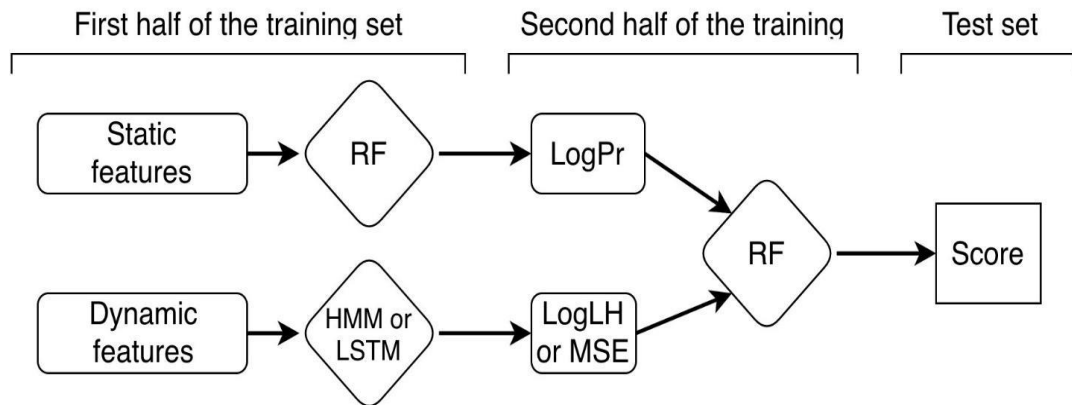 First half of the training set
Second half of the training
Test set
Static
features
RF
LogPr
RF
Score
Dynamic
features
HMM or
LSTM
LogLH
or MSE